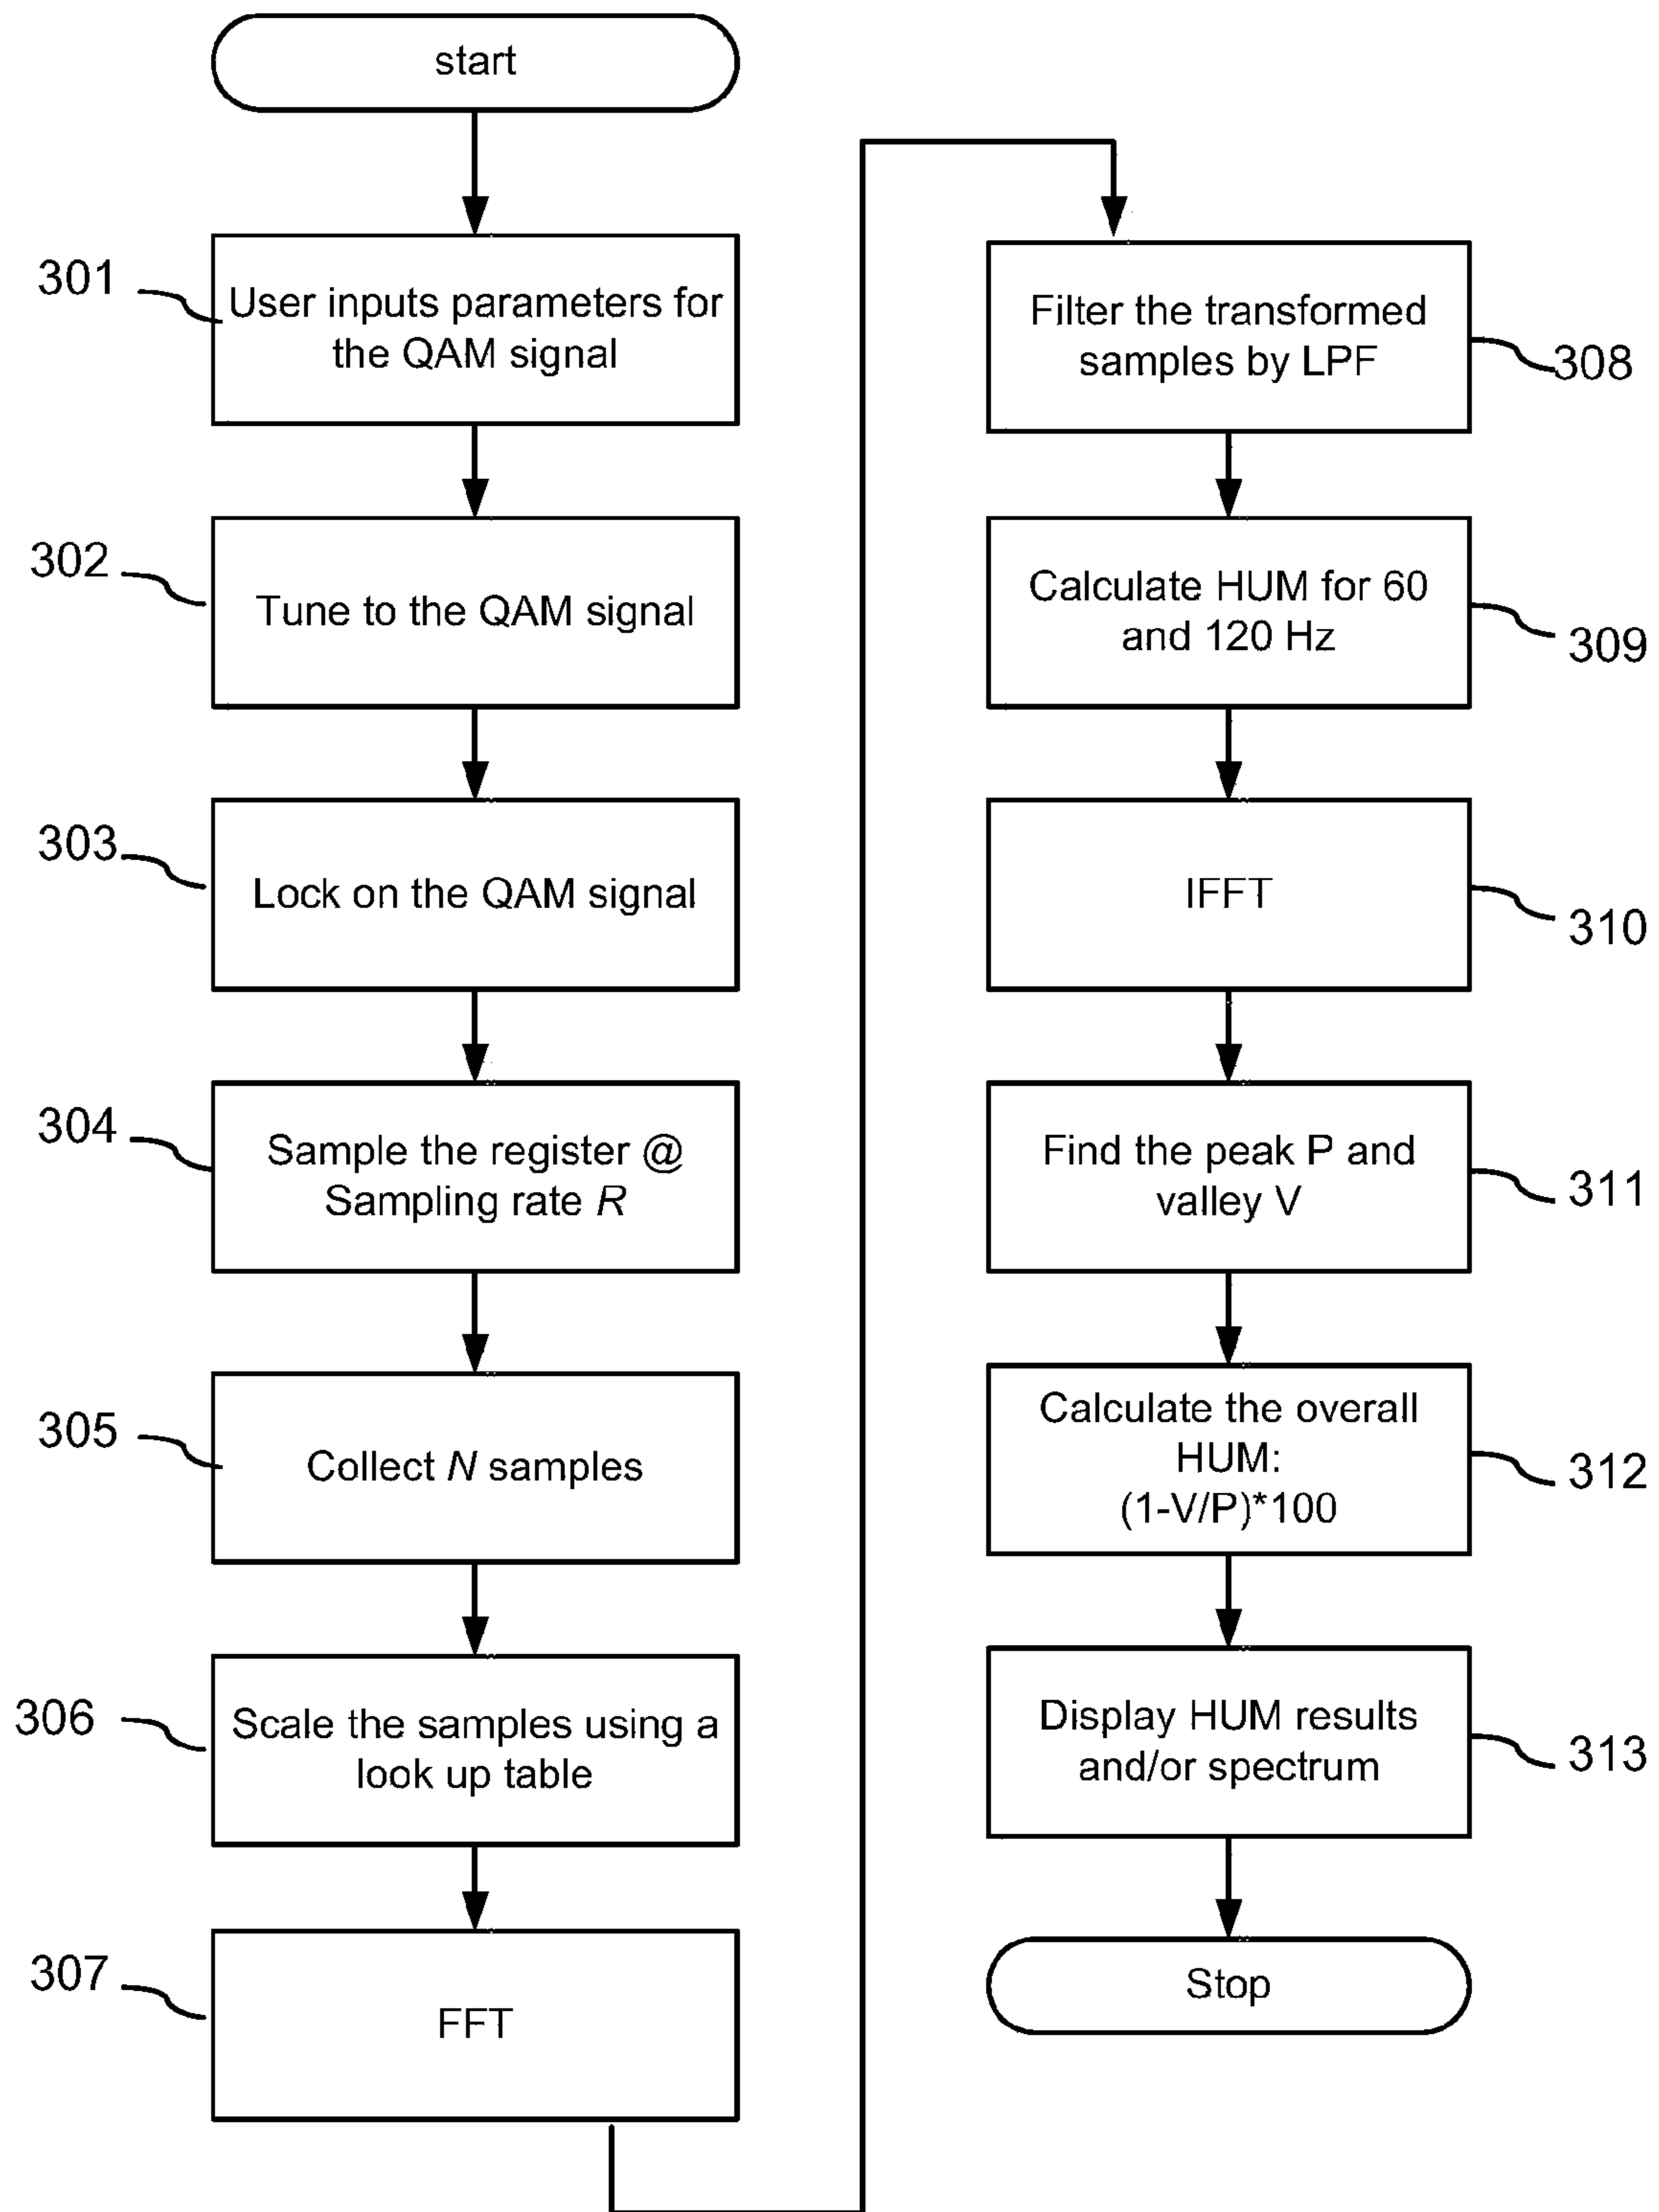 start
301
User inputs parameters for
the QAM signal
302
Tune to the QAM signal
303
Lock on the QAM signal
304
Sample the register @
Sampling rate R
305
Collect N samples
306
Scale the samples using a
look up table
307
FFT
Filter the transformed
samples by LPF
308
Calculate HUM for 60
and 120 Hz
309
IFFT
310
Find the peak P and
valley V
311
Calculate the overall
HUM:
(1-V/P)*100
312
Display HUM results
and/or spectrum
313
Stop